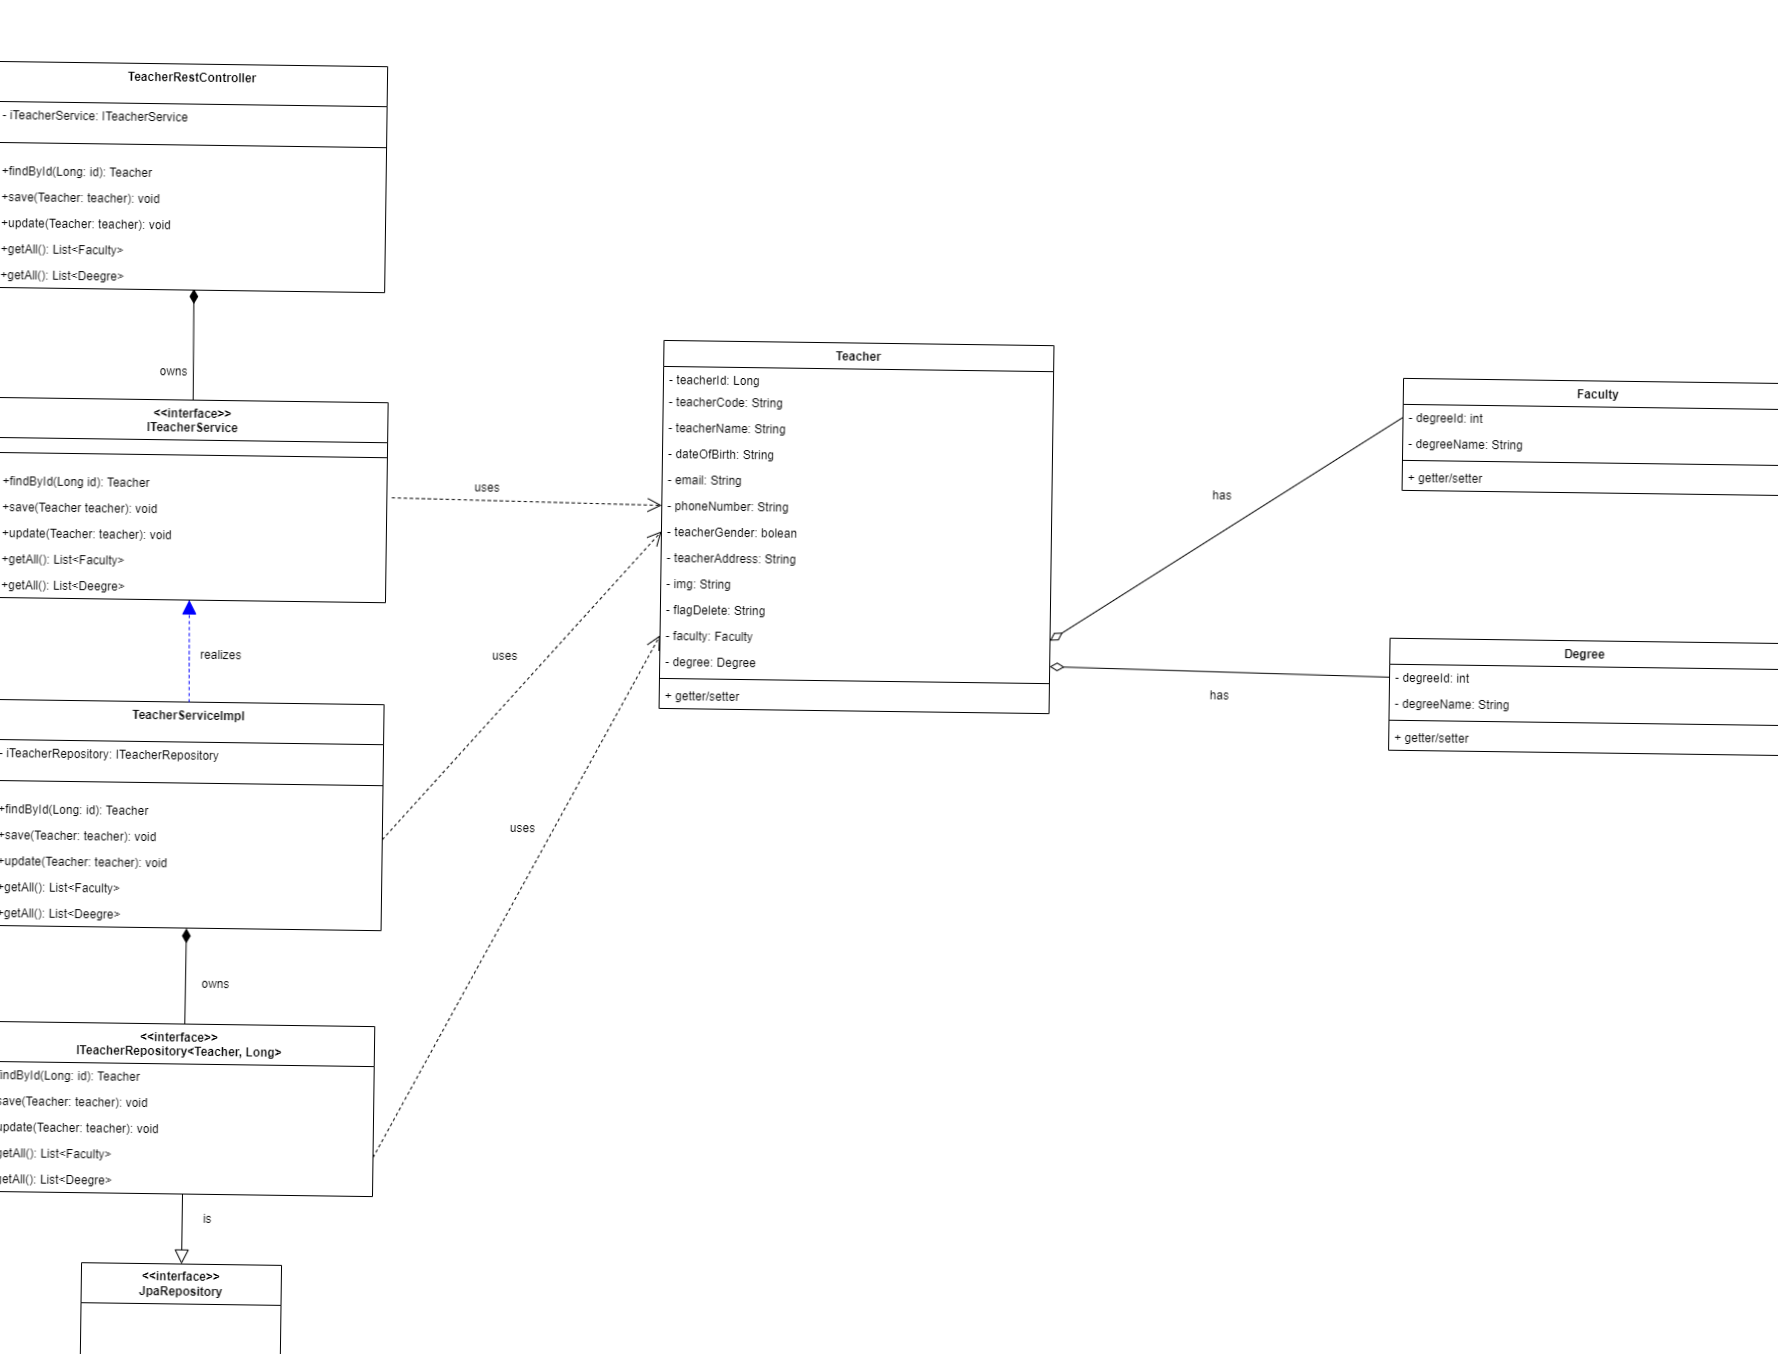 TeacherRestController
- iTeacherService: ITeacherService
+findById(Long: id): Teacher
+save(Teacher: teacher): void
+update(Teacher: teacher): void
+getAll(): List<Faculty>
+getAll(): List<Deegre>
owns
<<interface>>
ITeacherService
+findById(Long id): Teacher
+save(Teacher teacher): void
+update(Teacher: teacher): void
+getAll(): List<Faculty>
+getAll(): List<Deegre>
realizes
TeacherServiceImpl
- iTeacherRepository: ITeacherRepository
+findById(Long: id): Teacher
+save(Teacher: teacher): void
+update(Teacher: teacher): void
+getAll(): List<Faculty>
+getAll(): List<Deegre>
owns
<<interface>>
ITeacherRepository<Teacher, Long>
indById(Long: id): Teacher
save(Teacher: teacher): void
update(Teacher: teacher): void
getAll(): List<Faculty>
getAll(): List<Deegre>
is
<<interface>>
JpaRepository
uses
uses
uses
Teacher
- teacherId: Long
- teacherCode: String
- teacherName: String
- dateOfBirth: String
- email: String
- phoneNumber: String
- teacherGender: bolean
- teacherAddress: String
- img: String
- flagDelete: String
- faculty: Faculty
- degree: Degree
+ getter/setter
has
has
Faculty
- degreeId: int
- degreeName: String
+ getter/setter
Degree
- degreeId: int
- degreeName: String
+ getter/setter